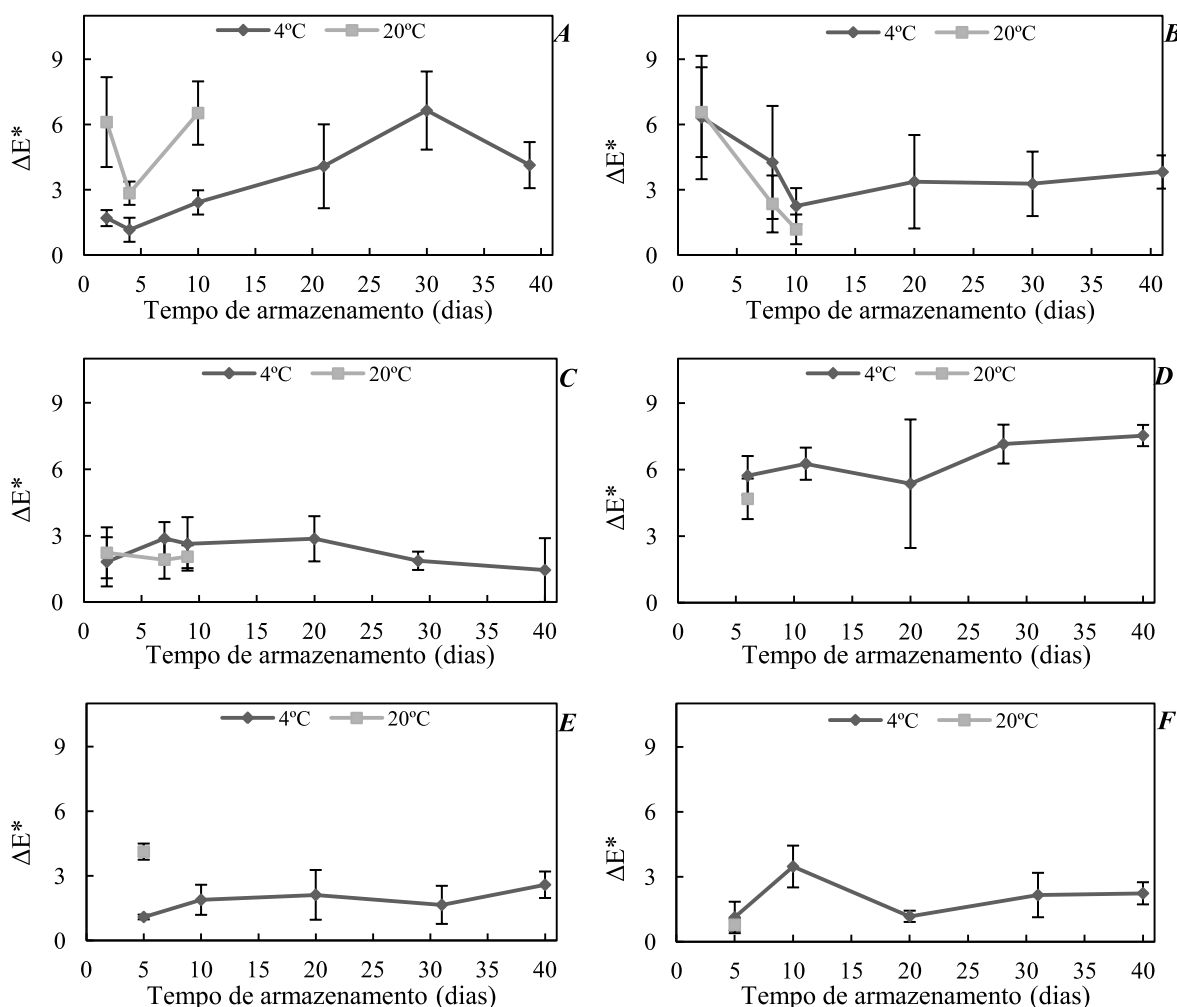 4ºC 20ºC A
9
6
3
0
ΔE*
0 5 10 15 20 25 30 35 40
Tempo de armazenamento (dias)
4ºC 20ºC B
9
6
3
0
ΔE*
0 5 10 15 20 25 30 35 40
Tempo de armazenamento (dias)
4ºC 20ºC C
9
6
3
0
ΔE*
0 5 10 15 20 25 30 35 40
Tempo de armazenamento (dias)
4ºC 20ºC D
9
6
3
0
ΔE*
0 5 10 15 20 25 30 35 40
Tempo de armazenamento (dias)
4ºC 20ºC E
9
6
3
0
ΔE*
0 5 10 15 20 25 30 35 40
Tempo de armazenamento (dias)
4ºC 20ºC F
9
6
3
0
ΔE*
0 5 10 15 20 25 30 35 40
Tempo de armazenamento (dias)